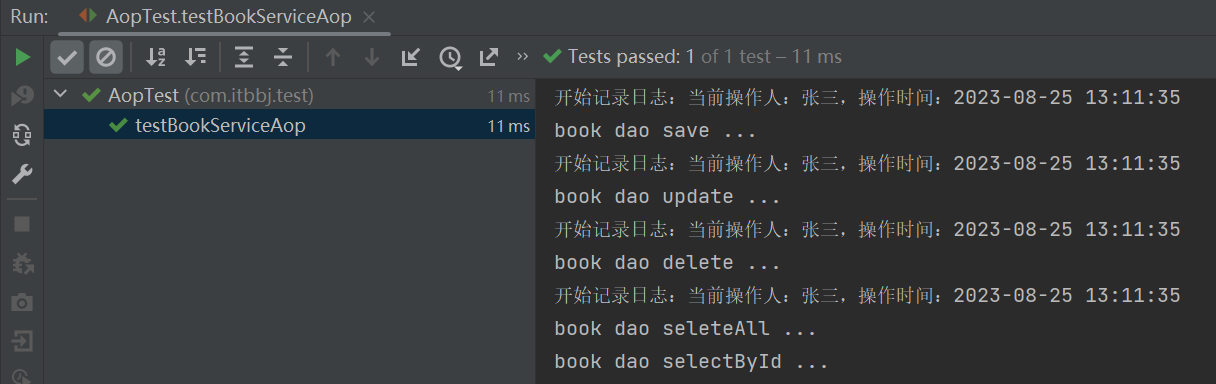 Run: AopTest.testBookServiceAop
Tests passed: 1 of 1 test – 11 ms
AopTest (com.itbbj.test) 11 ms
testBookServiceAop 11 ms
开始记录日志：当前操作人：张三，操作时间：2023-08-25 13:11:35
book dao save ...
开始记录日志：当前操作人：张三，操作时间：2023-08-25 13:11:35
book dao update ...
开始记录日志：当前操作人：张三，操作时间：2023-08-25 13:11:35
book dao delete ...
开始记录日志：当前操作人：张三，操作时间：2023-08-25 13:11:35
book dao seleteAll ...
book dao selectById ...